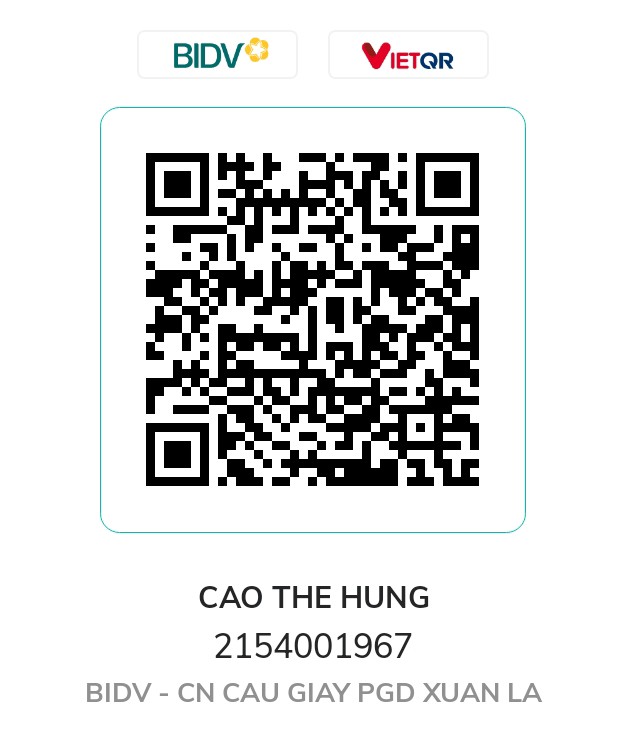 BIDV VIETQR
CAO THE HUNG
2154001967
BIDV - CN CAU GIAY PGD XUAN LA